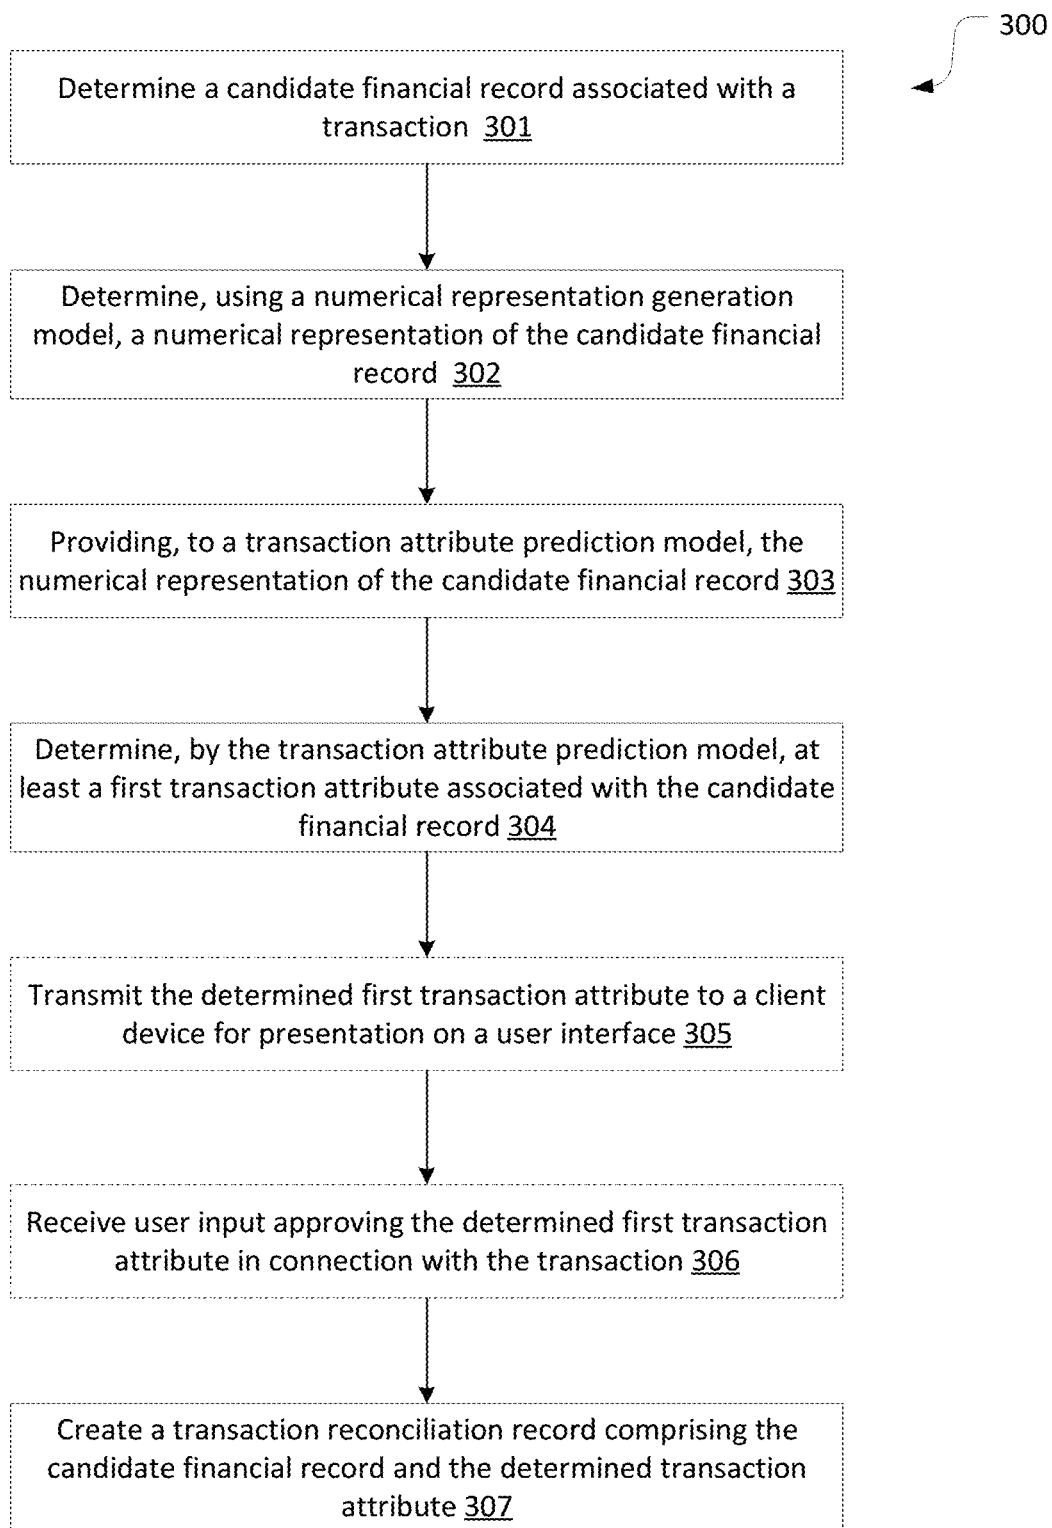 300
Determine a candidate financial record associated with a
transaction 301
Determine, using a numerical representation generation
model, a numerical representation of the candidate financial
record 302
Providing, to a transaction attribute prediction model, the
numerical representation of the candidate financial record 303
Determine, by the transaction attribute prediction model, at
least a first transaction attribute associated with the candidate
financial record 304
Transmit the determined first transaction attribute to a client
device for presentation on a user interface 305
Receive user input approving the determined first transaction
attribute in connection with the transaction 306
Create a transaction reconciliation record comprising the
candidate financial record and the determined transaction
attribute 307